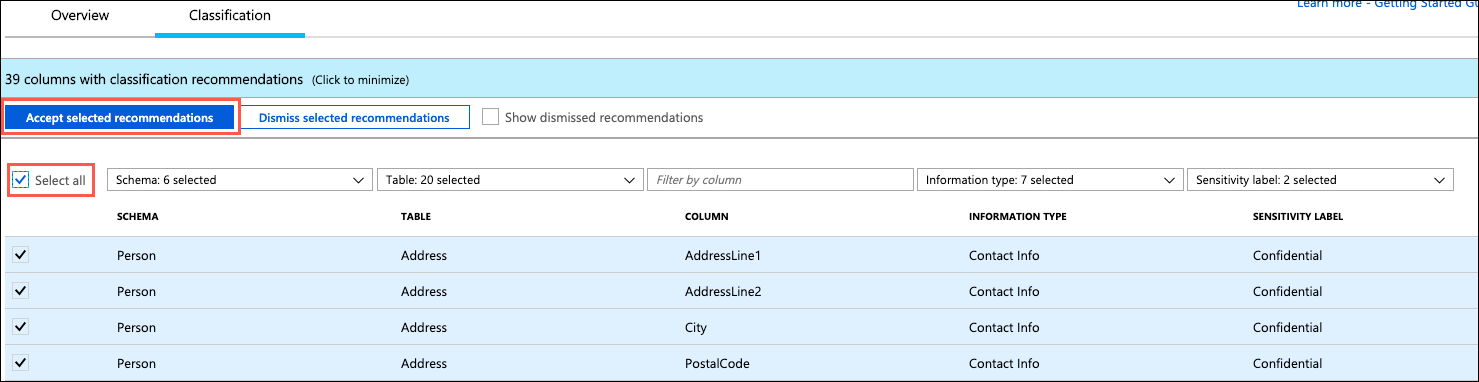 Learn more - Getting Started
Overview Classification
39 columns with classification recommendations (Click to minimize)
Accept selected recommendations Dismiss selected recommendations Show dismissed recommendations
Select all Schema: 6 selected Table: 20 selected Filter by column Information type: 7 selected Sensitivity label: 2 selected
SCHEMA TABLE COLUMN INFORMATION TYPE SENSITIVITY LABEL
Person Address AddressLine1 Contact Info Confidential
Person Address AddressLine2 Contact Info Confidential
Person Address City Contact Info Confidential
Person Address PostalCode Contact Info Confidential